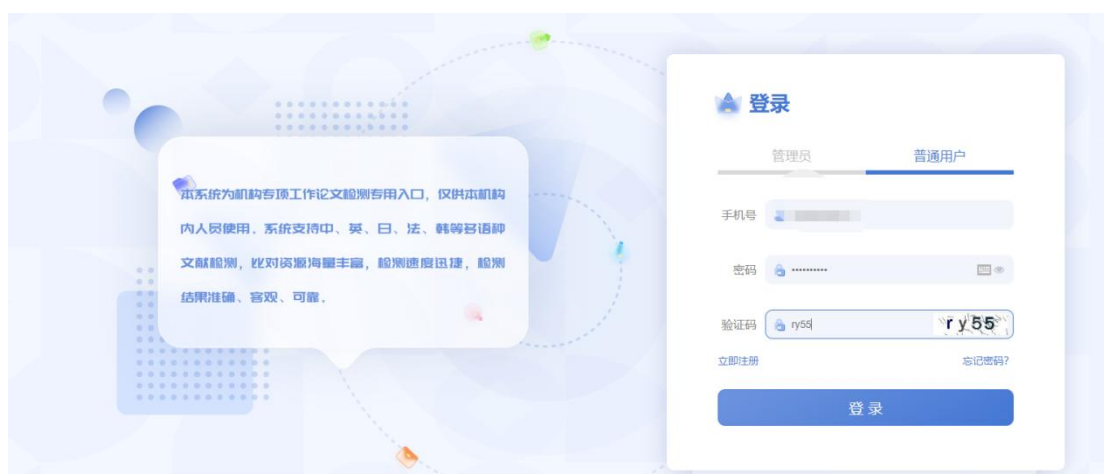 登录
管理员
普通用户
本系统为机构专项工作论文检测专用入口，仅供本机构
内人员使用。系统支持中、英、日、法、韩等多语种
文献检测，比对资源海量丰富，检测速度迅捷，检测
结果准确、客观、可靠。
手机号
密码 ··········
验证码 ry55 ry55
立即注册 忘记密码?
登 录